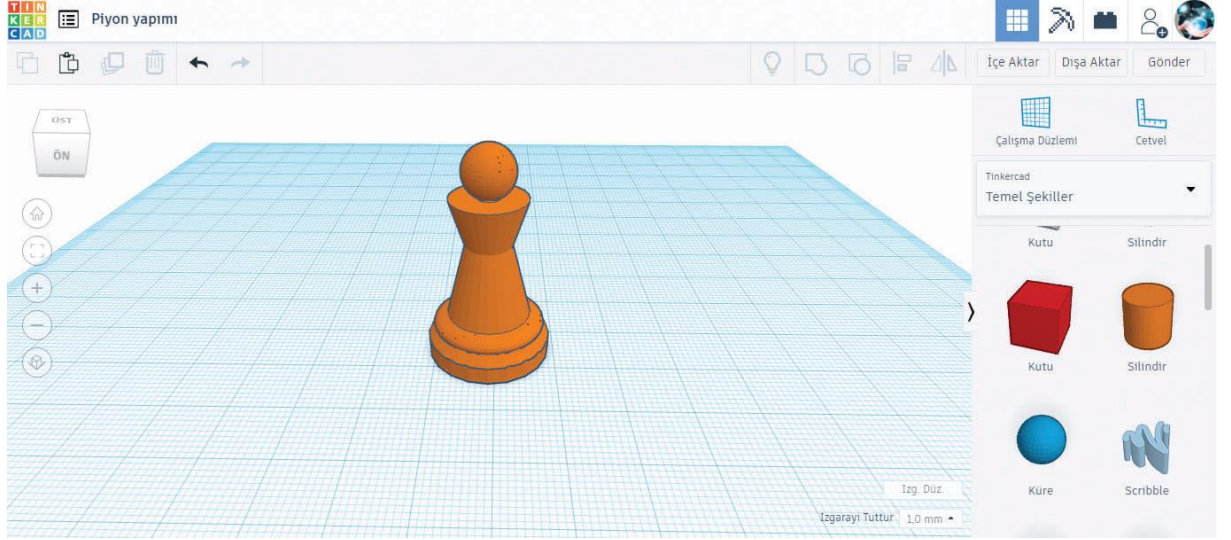 TIN
KER
CAD
Piyon yapımı
İçe Aktar
Dışa Aktar
Gönder
ÜST
ÖN
Çalışma Düzlemi
Cetvel
Tinkercad
Temel Şekiller
Kutu
Silindir
Kutu
Silindir
Küre
Scribble
Izg. Düz.
Izgarayı Tuttur 1,0 mm